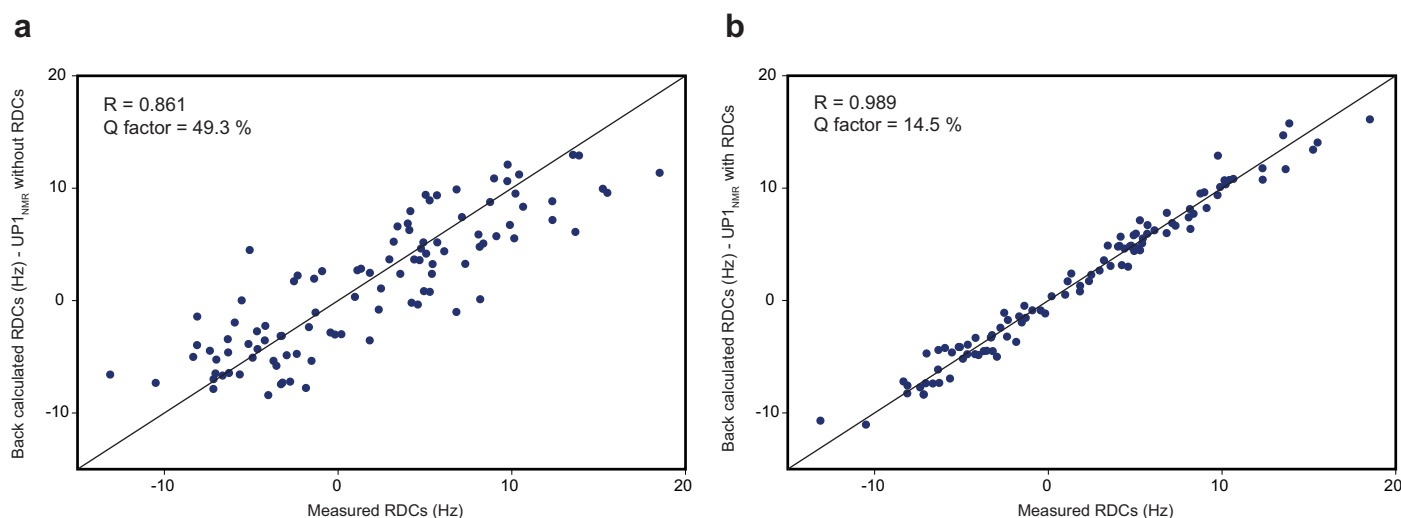 a
R = 0.861
Q factor = 49.3 %
Back calculated RDCs (Hz) - UP1NMR without RDCs
20
10
0
-10
-10 0 10 20
Measured RDCs (Hz)
b
R = 0.989
Q factor = 14.5 %
Back calculated RDCs (Hz) - UP1NMR with RDCs
20
10
0
-10
-10 0 10 20
Measured RDCs (Hz)